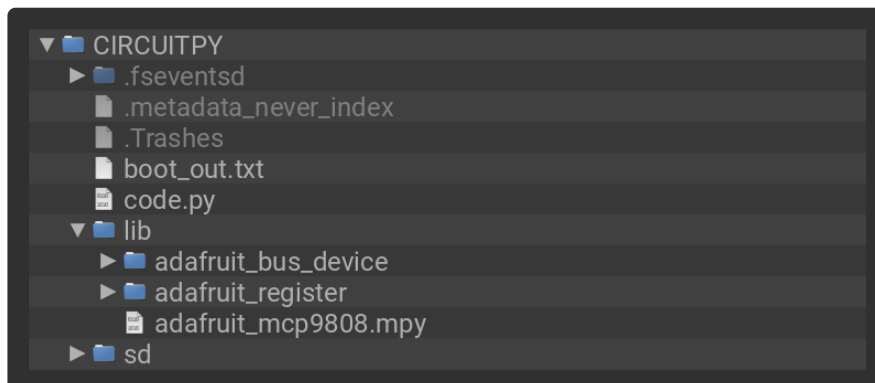 CIRCUITPY
.fseventsd
.metadata_never_index
.Trashes
boot_out.txt
code.py
lib
adafruit_bus_device
adafruit_register
adafruit_mcp9808.mpy
sd